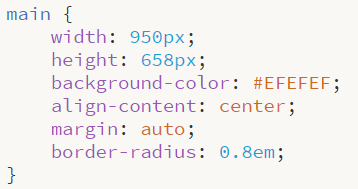 main {
    width: 950px;
    height: 658px;
    background-color: #EFEFEF;
    align-content: center;
    margin: auto;
    border-radius: 0.8em;
}